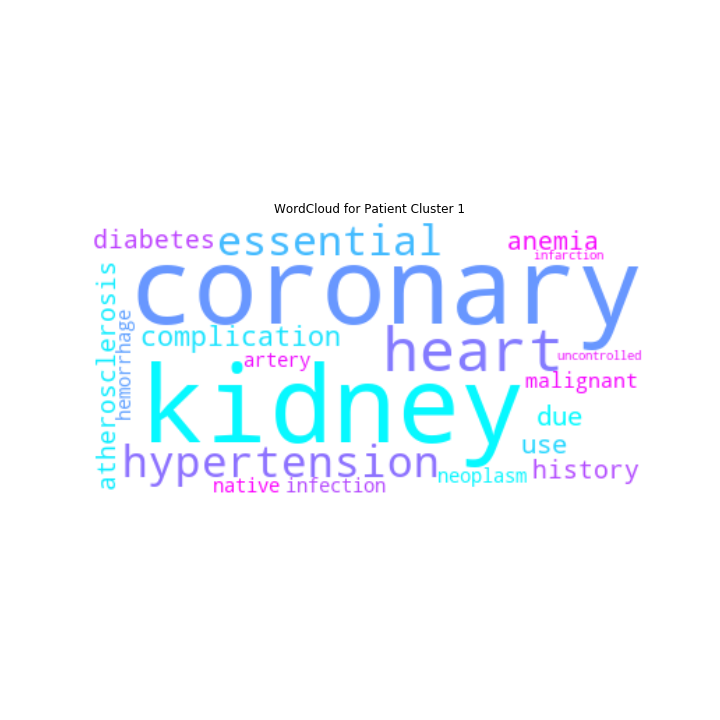 WordCloud for Patient Cluster 1
diabetes
essential
anemia
infarction
coronary
atherosclerosis
hemorrhage
complication
heart
artery
uncontrolled
kidney
malignant
due
use
hypertension
neoplasm
history
native
infection